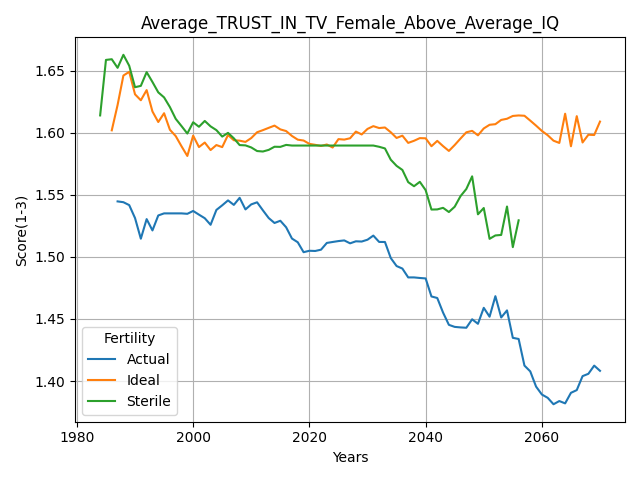 Average_TRUST_IN_TV_Female_Above_Average_IQ
Score(1-3)
1.65
1.60
1.55
1.50
1.45
1.40
Fertility
Actual
Ideal
Sterile
1980 2000 2020 2040 2060
Years